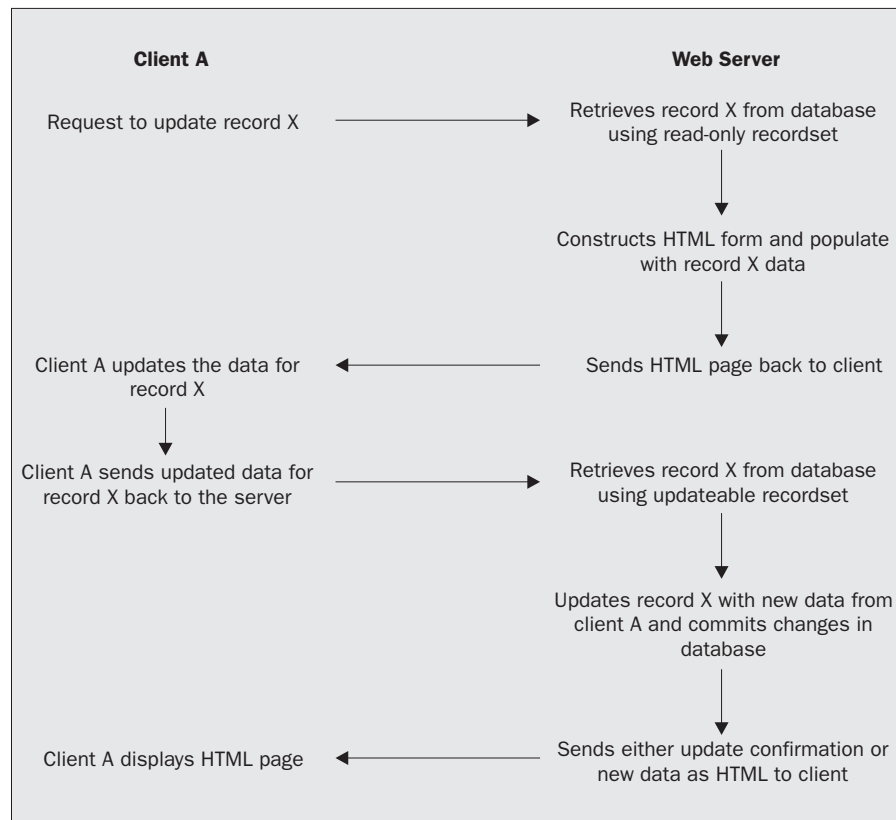 Client A
Web Server
Request to update record X
Retrieves record X from database
using read-only recordset
Constructs HTML form and populate
with record X data
Sends HTML page back to client
Client A updates the data for
record X
Client A sends updated data for
record X back to the server
Retrieves record X from database
using updateable recordset
Updates record X with new data from
client A and commits changes in
database
Sends either update confirmation or
new data as HTML to client
Client A displays HTML page